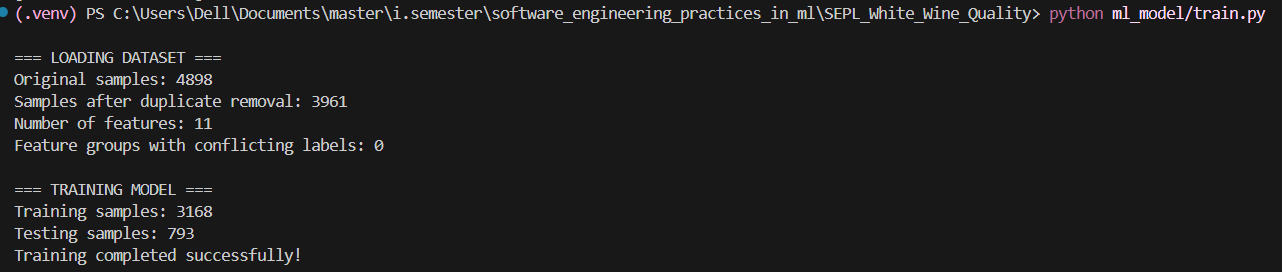 (.venv) PS C:\Users\Dell\Documents\master\i.semester\software_engineering_practices_in_ml\SEPL_White_Wine_Quality> python ml_model/train.py
=== LOADING DATASET ===
Original samples: 4898
Samples after duplicate removal: 3961
Number of features: 11
Feature groups with conflicting labels: 0
=== TRAINING MODEL ===
Training samples: 3168
Testing samples: 793
Training completed successfully!